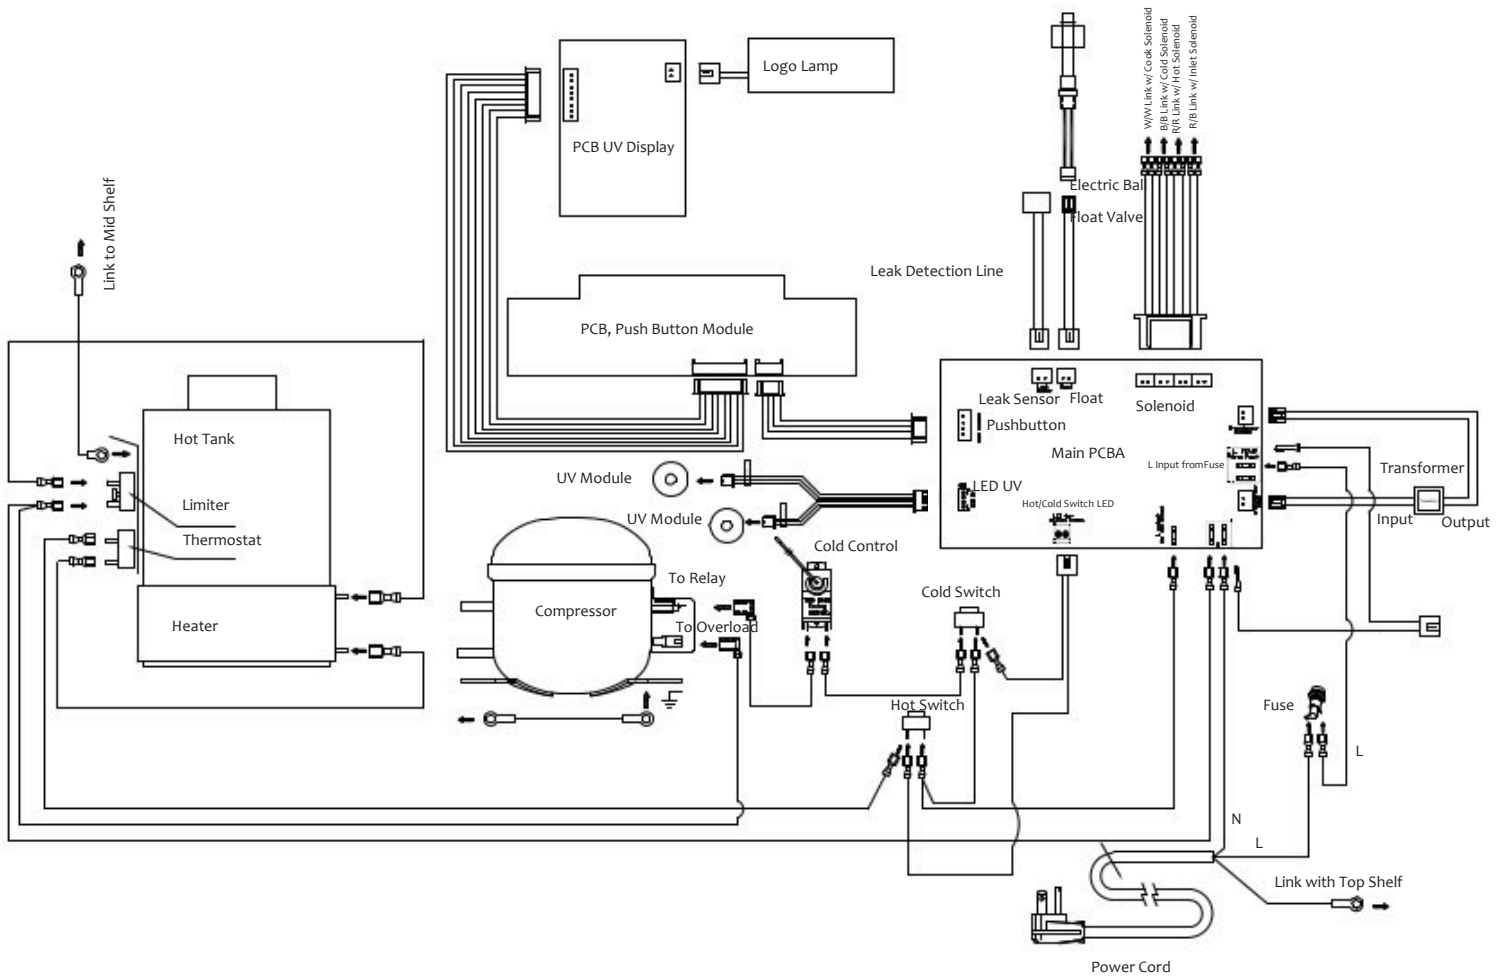 W/W Link w/ Cook Solenoid
B/B Link w/ Cold Solenoid
R/R Link w/ Hot Solenoid
R/B Link w/ Inlet Solenoid
Logo Lamp
PCB UV Display
Electric Ball
Float Valve
Link to Mid Shelf
Leak Detection Line
PCB, Push Button Module
Leak Sensor
Float
Solenoid
Pushbutton
Main PCBA
L Input from Fuse
Transformer
Hot Tank
UV Module
LED UV
Hot/Cold Switch LED
Input
Output
Limiter
UV Module
Thermostat
Cold Control
To Relay
Cold Switch
Compressor
Heater
To Overload
Hot Switch
Fuse
L
N
L
Link with Top Shelf
Power Cord